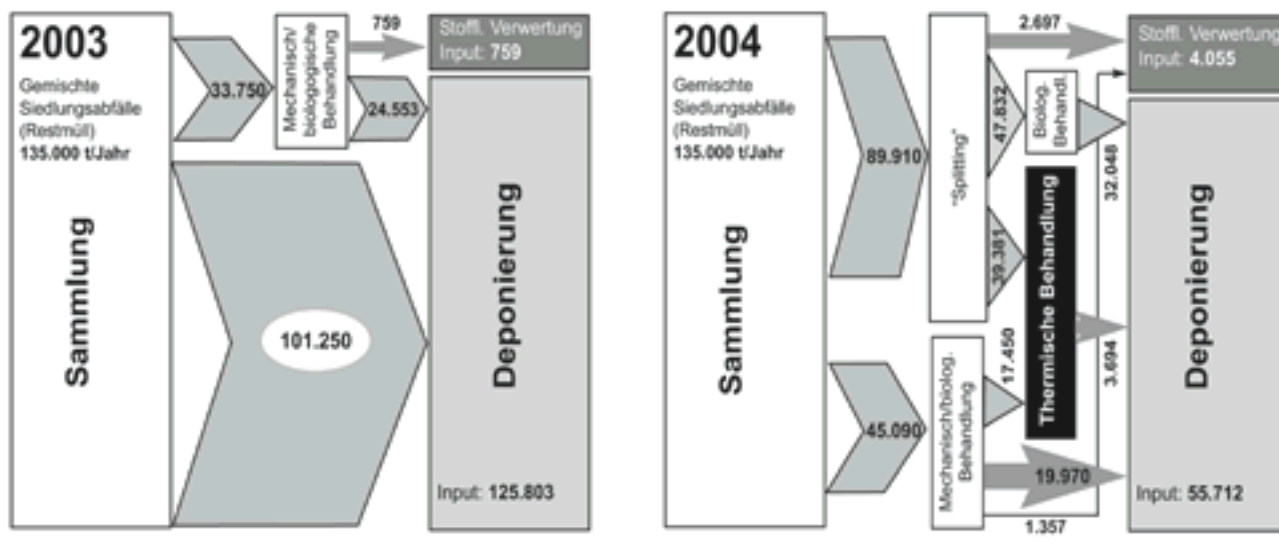 2003
Gemischte
Siedlungsabfälle
(Restmüll)
135.000 t/Jahr
Sammlung
33.750
Mechanisch/
biologische
Behandlung
759
24.553
101.250
Stoffl. Verwertung
Input: 759
Deponierung
Input: 125.803
2004
Gemischte
Siedlungsabfälle
(Restmüll)
135.000 t/Jahr
Sammlung
89.910
45.090
"Splitting"
Mechanisch/biolog.
Behandlung
2.697
47.832
39.381
17.450
19.970
1.357
Biolog.
Behandl.
Thermische Behandlung
32.048
3.694
Stoffl. Verwertung
Input: 4.055
Deponierung
Input: 55.712